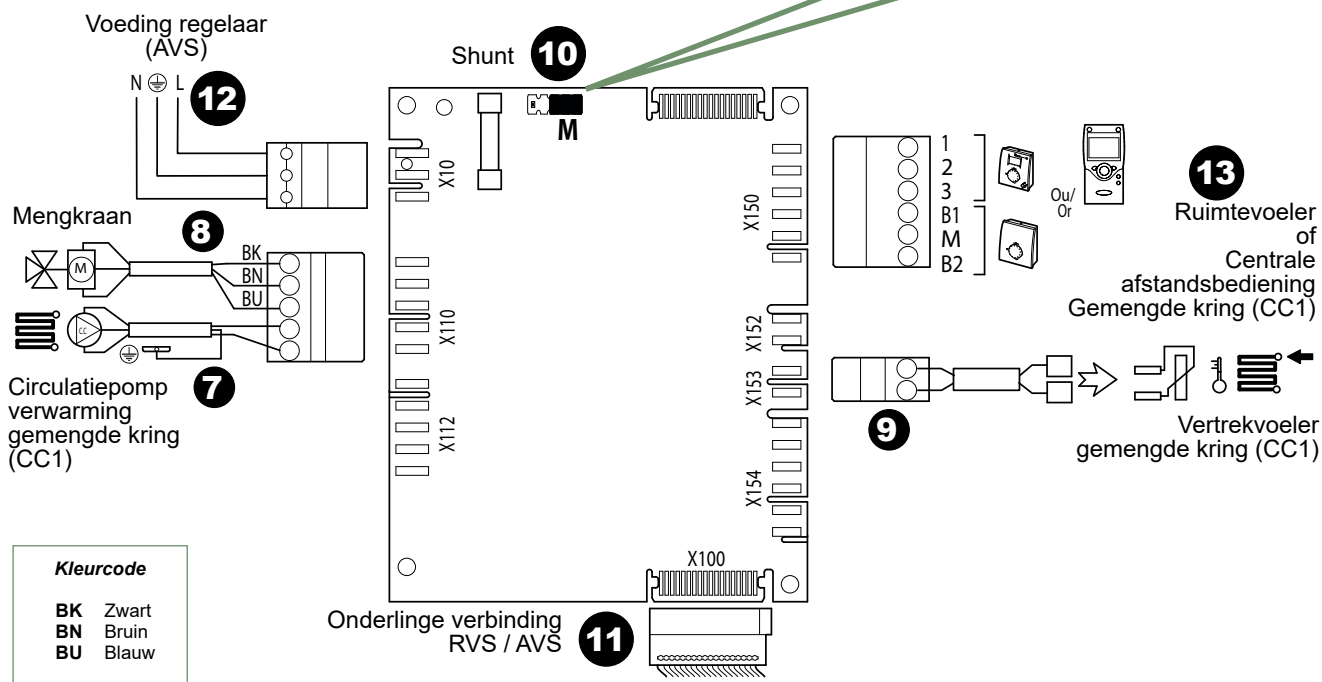 Voeding regelaar
(AVS)
N L
12
Shunt 10
M
X10
X110
X112
X150
X152
X153
X154
X100
Mengkraan
8
M
BK
BN
BU
CC
7
Circulatiepomp
verwarming
gemengde kring
(CC1)
1
2
3
B1
M
B2
Ou/
Or
13
Ruimtevoeler
of
Centrale
afstandsbediening
Gemengde kring (CC1)
9
Vertrekvoeler
gemengde kring (CC1)
Kleurcode
BK Zwart
BN Bruin
BU Blauw
Onderlinge verbinding
RVS / AVS
11